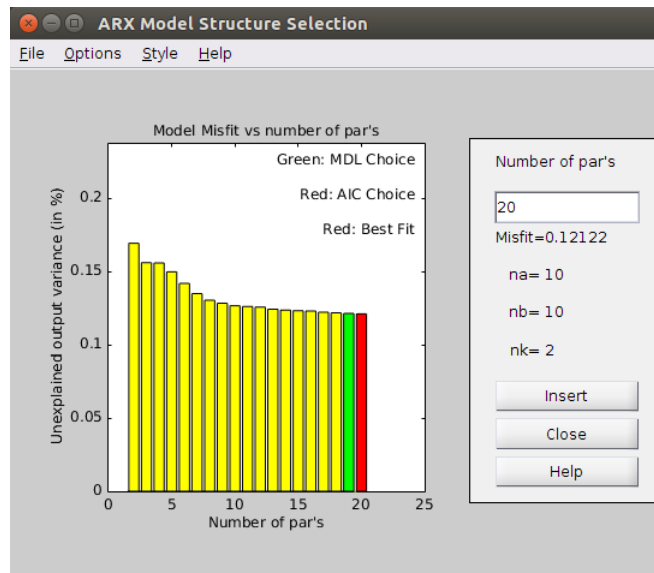 ARX Model Structure Selection
File Options Style Help
Model Misfit vs number of par's
Green: MDL Choice
Red: AIC Choice
Red: Best Fit
Unexplained output variance (in %)
0.2
0.15
0.1
0.05
0
0 5 10 15 20 25
Number of par's
Number of par's
20
Misfit=0.12122
na= 10
nb= 10
nk= 2
Insert
Close
Help